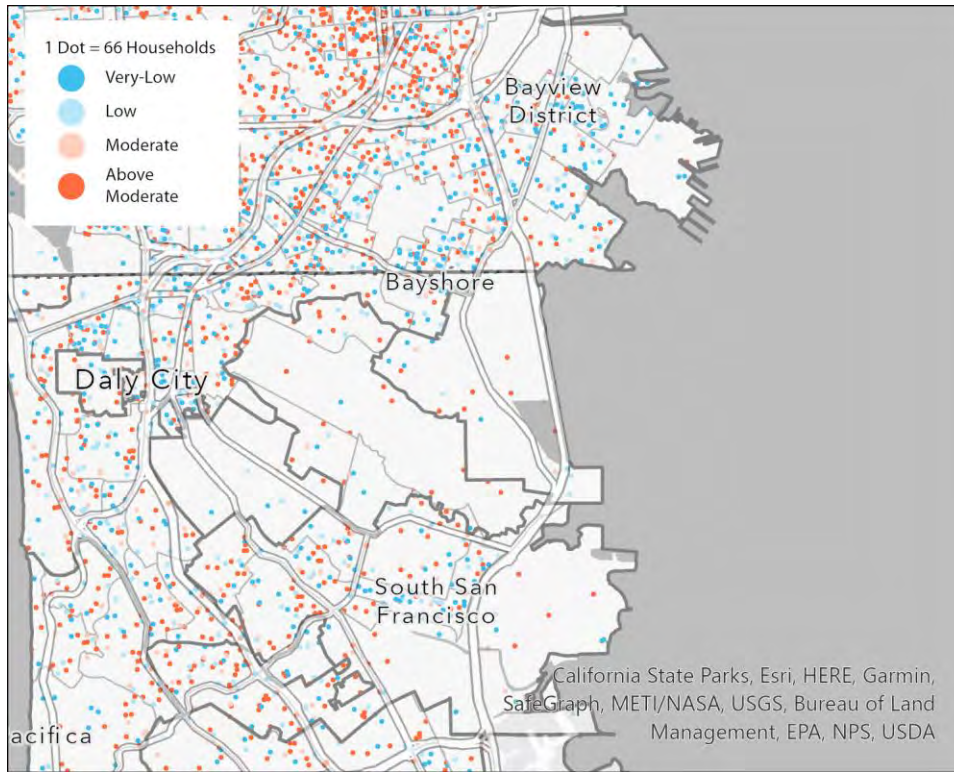 1 Dot = 66 Households
Very-Low
Low
Moderate
Above
Moderate
Bayview
District
Bayshore
Daly City
South San
Francisco
acifica
California State Parks, Esri, HERE, Garmin,
SafeGraph, METI/NASA, USGS, Bureau of Land
Management, EPA, NPS, USDA